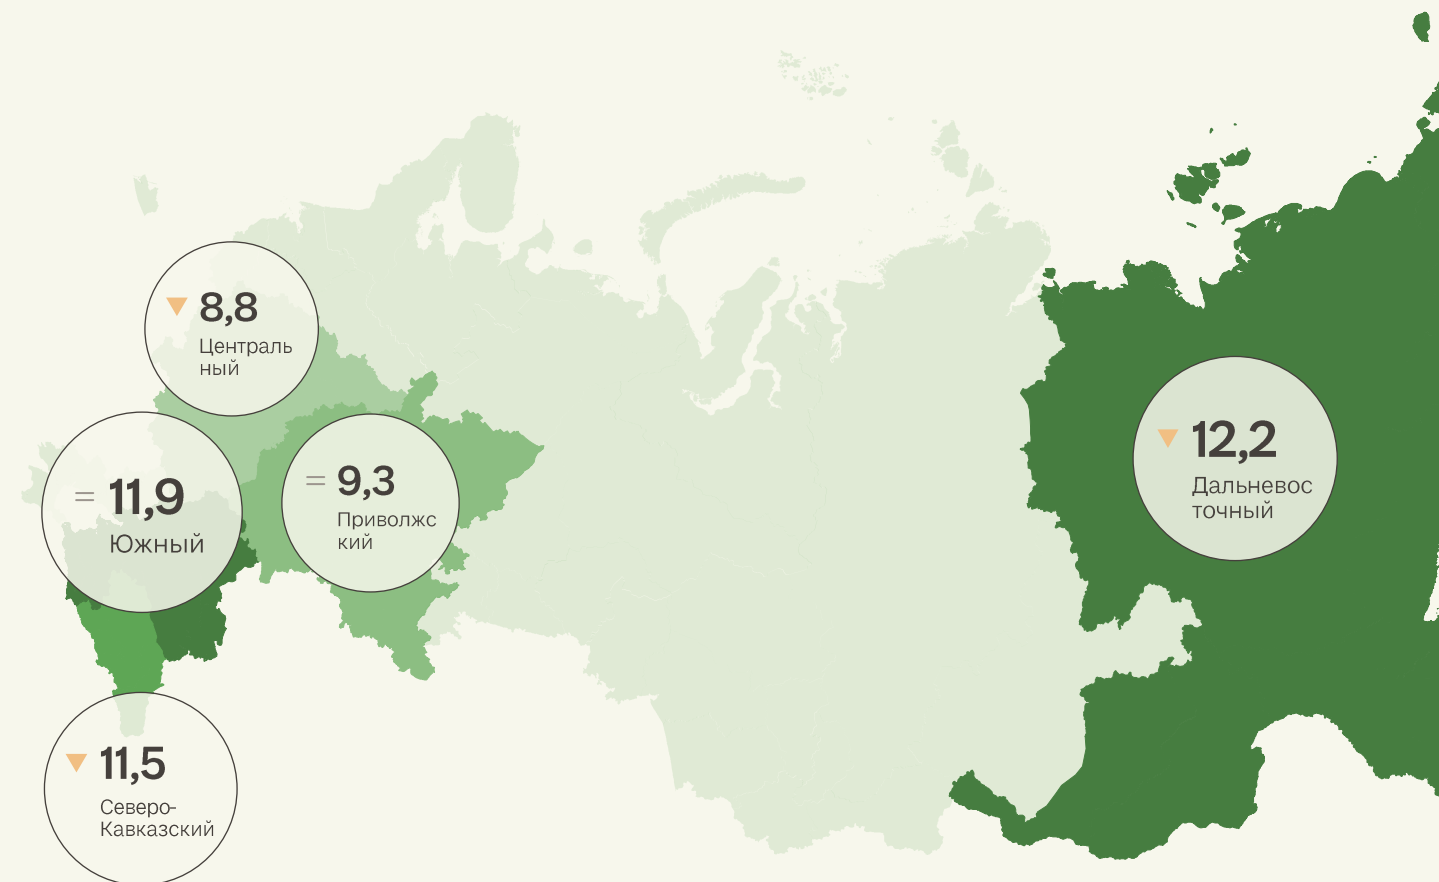 8,8
Централь
ный
= 11,9
Южный
= 9,3
Приволжс
кий
12,2
Дальневос
точный
11,5
Северо-
Кавказский